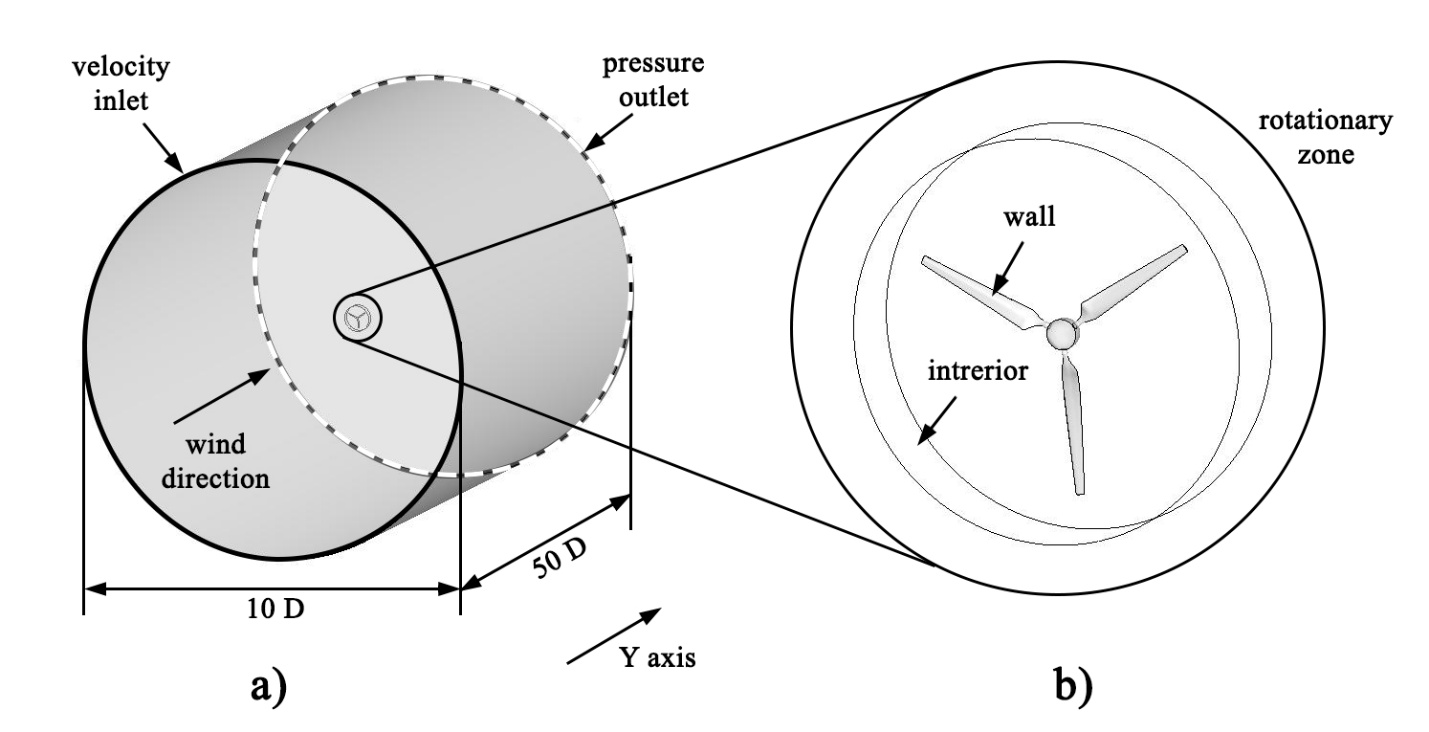 velocity
inlet
pressure
outlet
wind
direction
10 D
50 D
Y axis
a)
rotationary
zone
wall
intrerior
b)